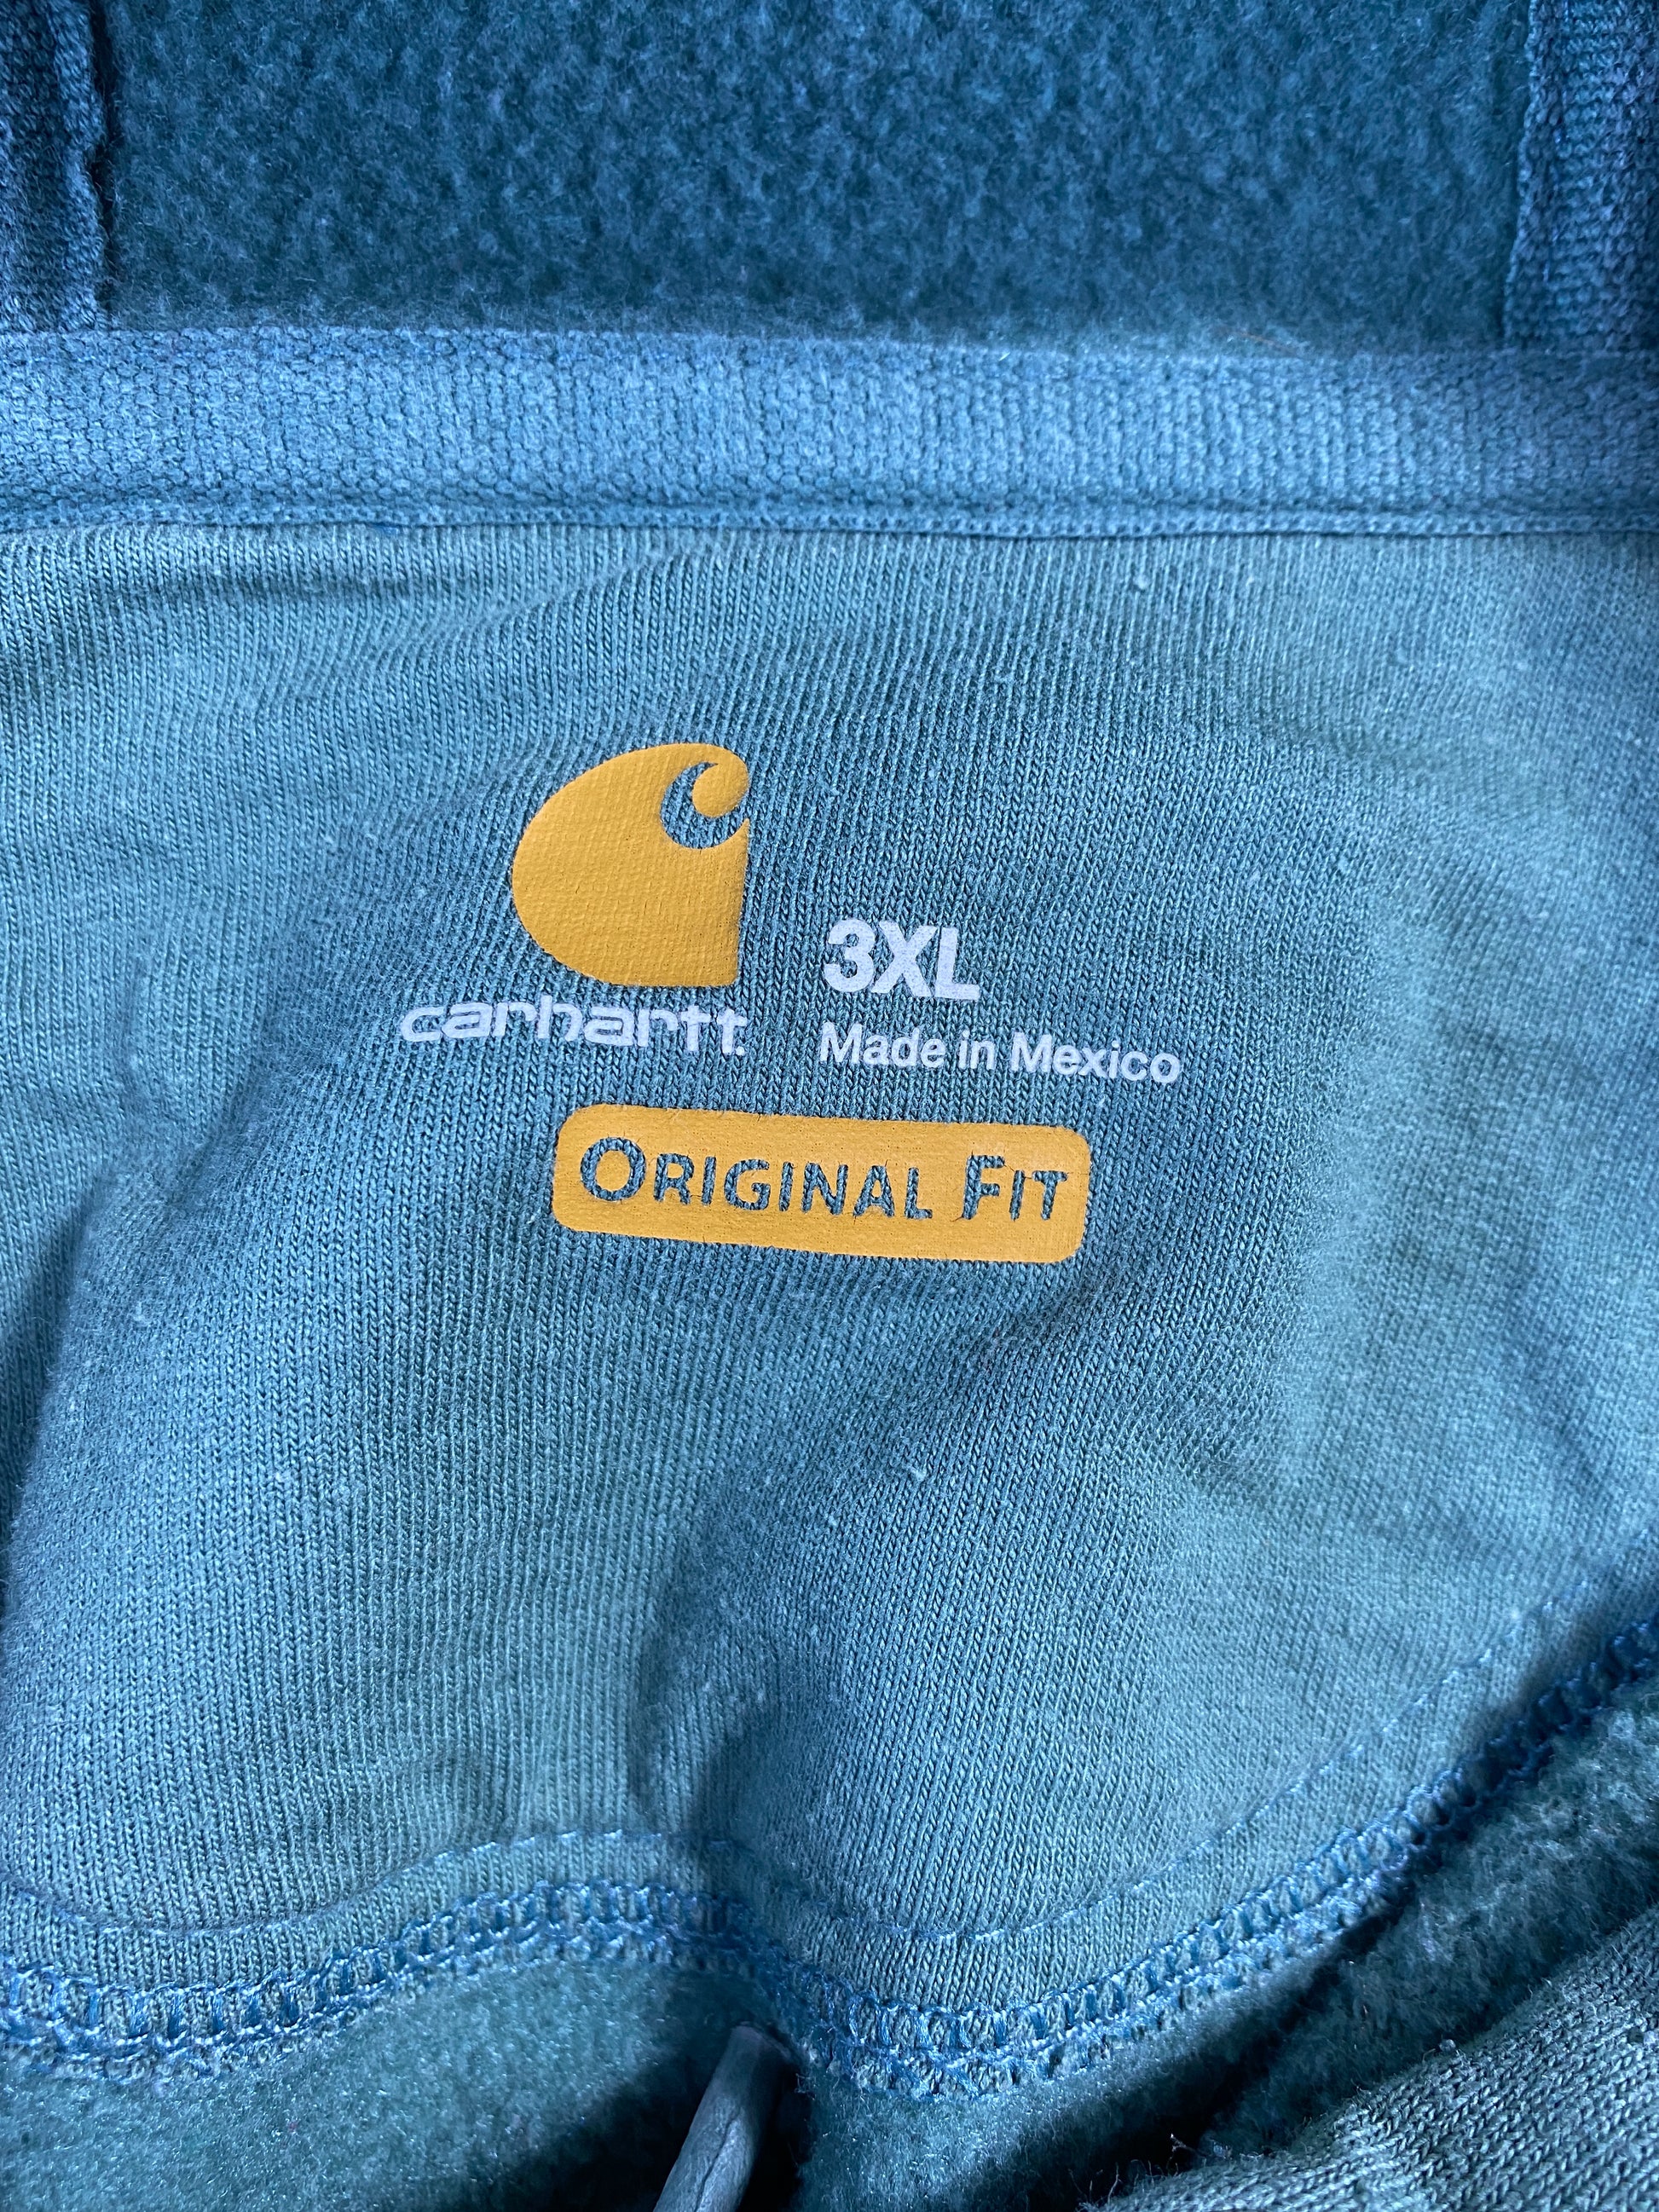 3XL
carhartt.
Made in Mexico
ORIGINAL FIT